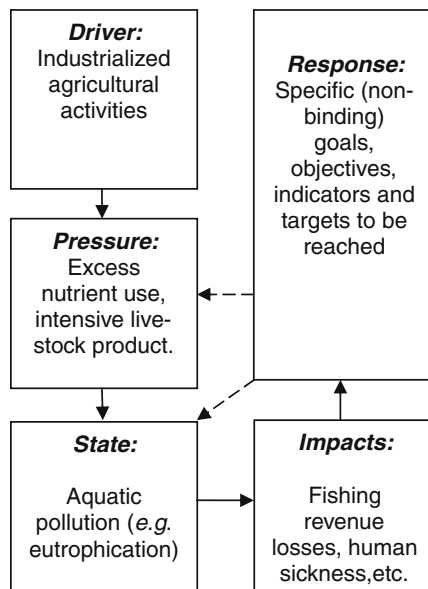 Driver:
Industrialized
agricultural
activities
Pressure:
Excess
nutrient use,
intensive live-
stock product.
State:
Aquatic
pollution (e.g.
eutrophication)
Response:
Specific (non-
binding)
goals,
objectives,
indicators and
targets to be
reached
Impacts:
Fishing
revenue
losses, human
sickness,etc.